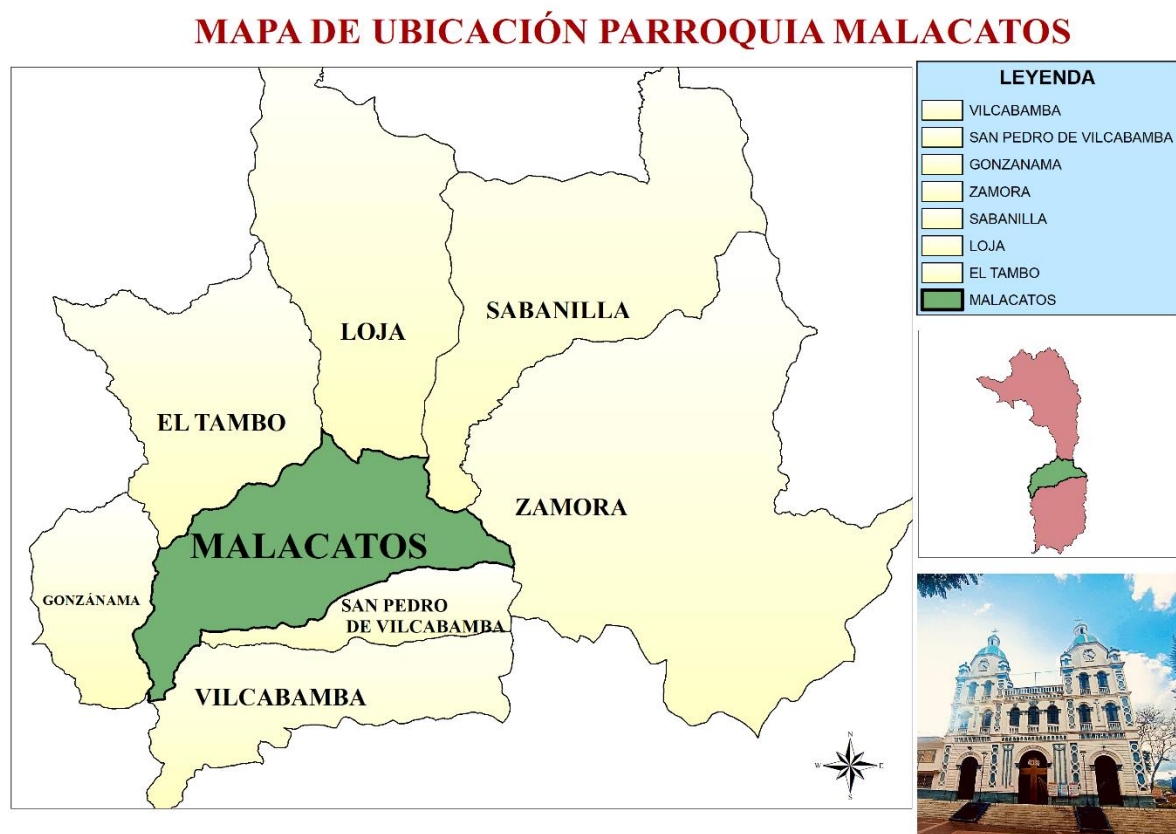 MAPA DE UBICACIÓN PARROQUIA MALACATOS
LOJA
SABANILLA
EL TAMBO
ZAMORA
MALACATOS
GONZÁNAMA
SAN PEDRO
DE VILCABAMBA
VILCABAMBA
N
W
E
S
LEYENDA
VILCABAMBA
SAN PEDRO DE VILCABAMBA
GONZANAMA
ZAMORA
SABANILLA
LOJA
EL TAMBO
MALACATOS